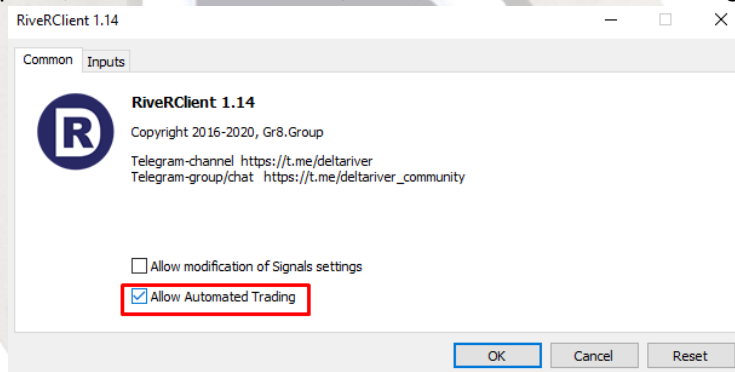 RiveRClient 1.14
Common Inputs
R
RiveRClient 1.14
Copyright 2016-2020, Gr8.Group
Telegram-channel https://t.me/deltariver
Telegram-group/chat https://t.me/deltariver_community
Allow modification of Signals settings
Allow Automated Trading
OK Cancel Reset